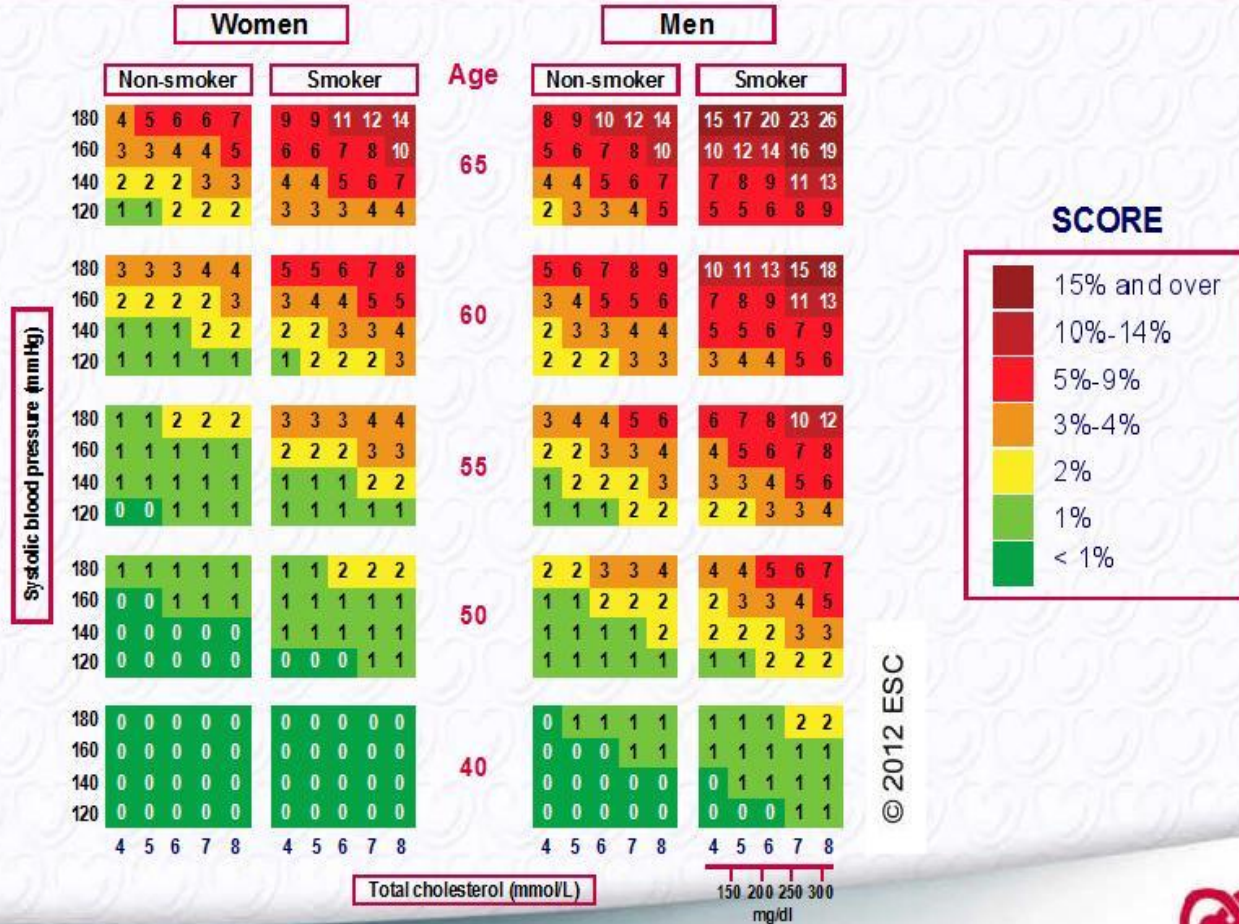 Women Men
Non-smoker Smoker Age Non-smoker Smoker
180 4 5 6 6 7 9 9 11 12 14 8 9 10 12 14 15 17 20 23 26
160 3 3 4 4 5 6 6 7 8 10 5 6 7 8 10 10 12 14 16 19
65
140 2 2 2 3 3 4 4 5 6 7 4 4 5 6 7 7 8 9 11 13
120 1 1 2 2 2 3 3 3 4 4 2 3 3 4 5 5 5 6 8 9
180 3 3 3 4 4 5 5 6 7 8 5 6 7 8 9 10 11 13 15 18
160 2 2 2 2 3 3 4 4 5 5 3 4 5 5 6 7 8 9 11 13
60
140 1 1 1 2 2 2 2 3 3 4 2 3 3 4 4 5 5 6 7 9
120 1 1 1 1 1 1 2 2 2 3 2 2 2 3 3 3 4 4 5 6
180 1 1 2 2 2 3 3 3 4 4 3 4 4 5 6 6 7 8 10 12
160 1 1 1 1 1 2 2 2 3 3 2 2 3 3 4 4 5 6 7 8
55
140 1 1 1 1 1 1 1 1 2 2 1 2 2 2 3 3 3 4 5 6
120 0 0 1 1 1 1 1 1 1 1 1 1 1 2 2 2 2 3 3 4
180 1 1 1 1 1 1 1 2 2 2 2 2 3 3 4 4 4 5 6 7
160 0 0 1 1 1 1 1 1 1 1 1 1 2 2 2 2 3 3 4 5
50
140 0 0 0 0 0 1 1 1 1 1 1 1 1 1 2 2 2 2 3 3
120 0 0 0 0 0 0 0 0 1 1 1 1 1 1 1 1 1 2 2 2
180 0 0 0 0 0 0 0 0 0 0 0 1 1 1 1 1 1 1 2 2
160 0 0 0 0 0 0 0 0 0 0 0 0 0 1 1 1 1 1 1 1
40
140 0 0 0 0 0 0 0 0 0 0 0 0 0 0 0 0 1 1 1 1
120 0 0 0 0 0 0 0 0 0 0 0 0 0 0 0 0 0 0 1 1
4 5 6 7 8 4 5 6 7 8 4 5 6 7 8 4 5 6 7 8
Total cholesterol (mmol/L)
150 200 250 300
mg/dl
Systolic blood pressure (mmHg)
© 2012 ESC
SCORE
15% and over
10%-14%
5%-9%
3%-4%
2%
1%
< 1%